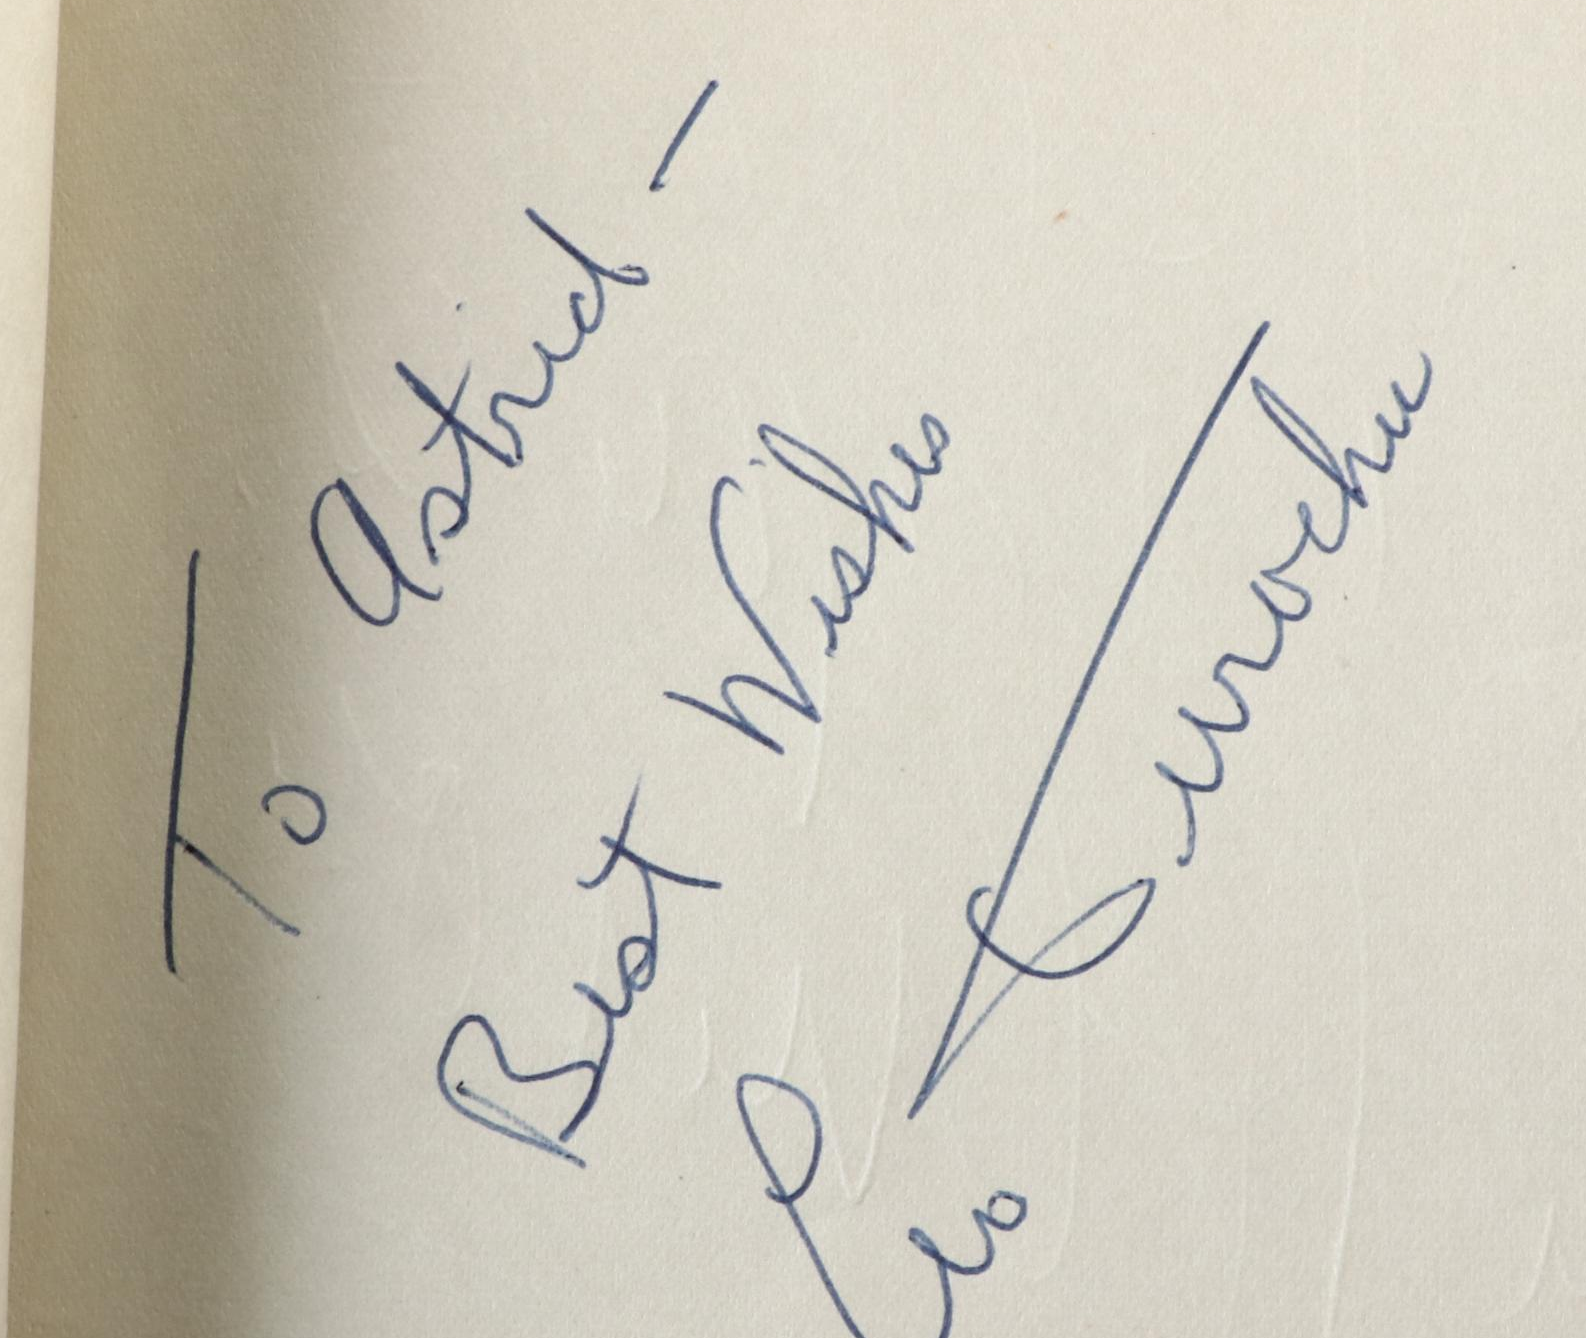 To Astrid -
Best Wishes
Leo Durocher